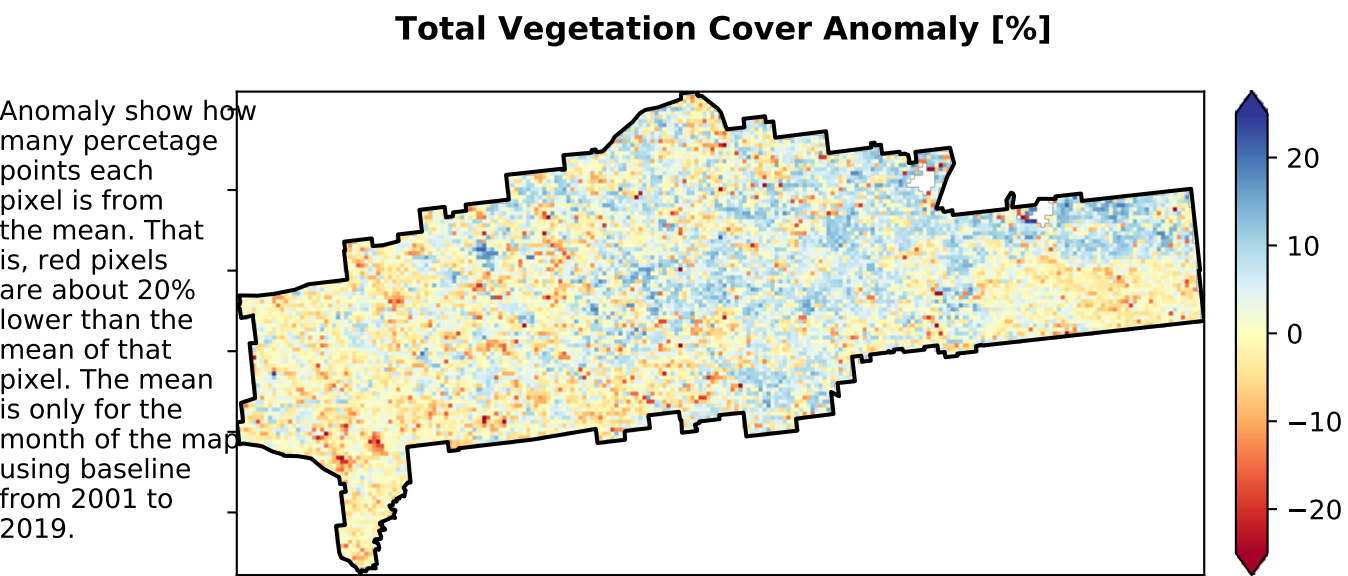 Total Vegetation Cover Anomaly [%]
Anomaly show how
many percetage
points each
pixel is from
the mean. That
is, red pixels
are about 20%
lower than the
mean of that
pixel. The mean
is only for the
month of the map
using baseline
from 2001 to
2019.
20
10
0
−10
−20